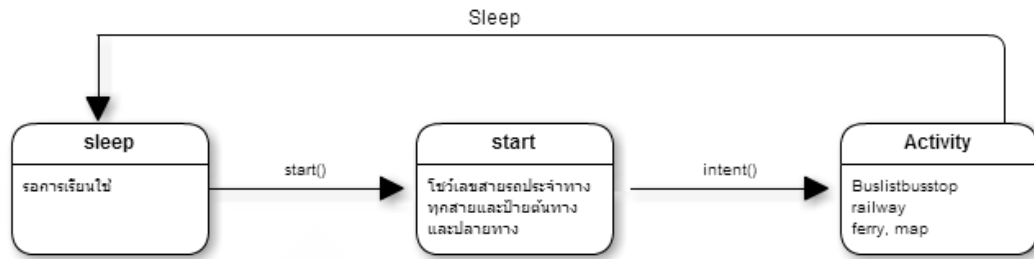 Sleep
sleep
รอการเรียนใช้
start()
start
โชว์เลขสายรถประจำทาง
ทุกสายและป้ายต้นทาง
และปลายทาง
intent()
Activity
Buslistbusstop
railway
ferry, map